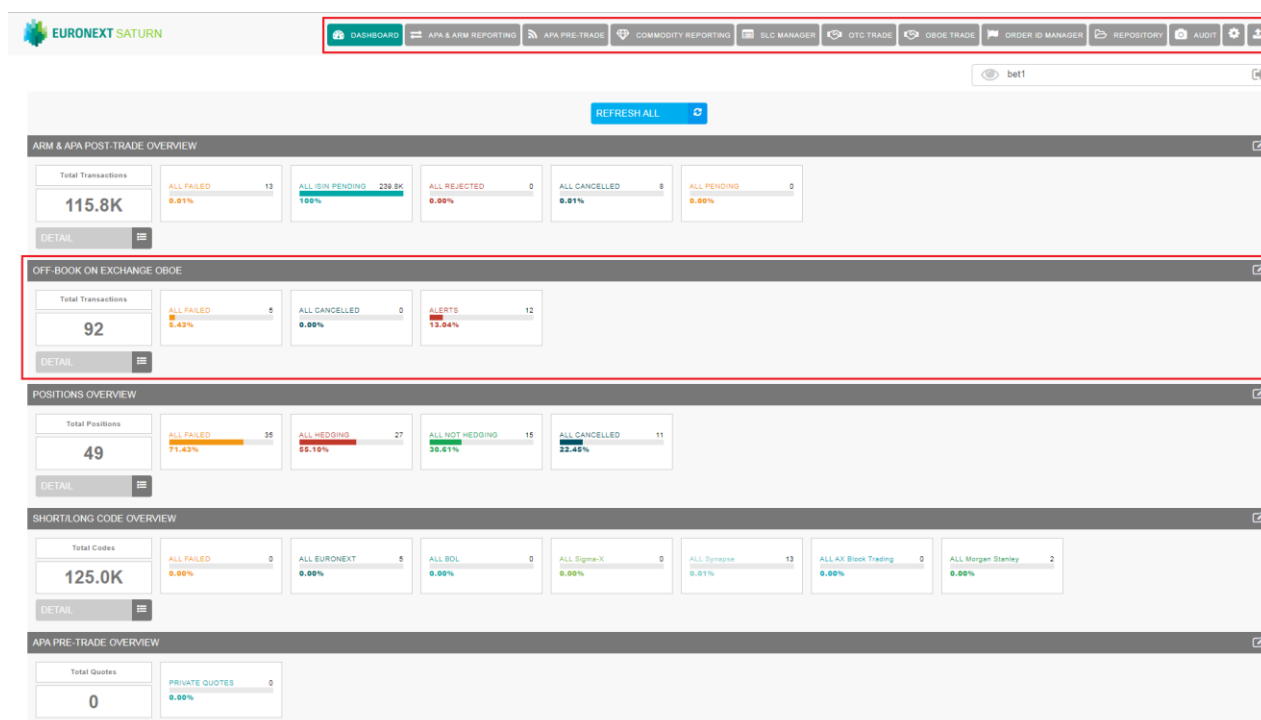 EURONEXT SATURN
DASHBOARD APA & ARM REPORTING APA PRE-TRADE COMMODITY REPORTING SLC MANAGER OTC TRADE OBOE TRADE ORDER ID MANAGER REPOSITORY AUDIT
bet1
REFRESH ALL
ARM & APA POST-TRADE OVERVIEW
Total Transactions
115.8K
ALL FAILED 13
0.01%
ALL ISIN PENDING 239.8K
100%
ALL REJECTED 0
0.00%
ALL CANCELLED 8
0.01%
ALL PENDING 0
0.00%
DETAIL
OFF-BOOK ON EXCHANGE OBOE
Total Transactions
92
ALL FAILED 5
5.43%
ALL CANCELLED 0
0.00%
ALERTS 12
13.04%
DETAIL
POSITIONS OVERVIEW
Total Positions
49
ALL FAILED 35
71.43%
ALL HEDGING 27
55.10%
ALL NOT HEDGING 15
30.61%
ALL CANCELLED 11
22.45%
DETAIL
SHORT/LONG CODE OVERVIEW
Total Codes
125.0K
ALL FAILED 0
0.00%
ALL EURONEXT 5
0.00%
ALL BDL 0
0.00%
ALL Sigma-X 0
0.00%
ALL Synapse 13
0.01%
ALL AX Block Trading 0
0.00%
ALL Morgan Stanley 2
0.00%
DETAIL
APA PRE-TRADE OVERVIEW
Total Quotes
0
PRIVATE QUOTES 0
0.00%